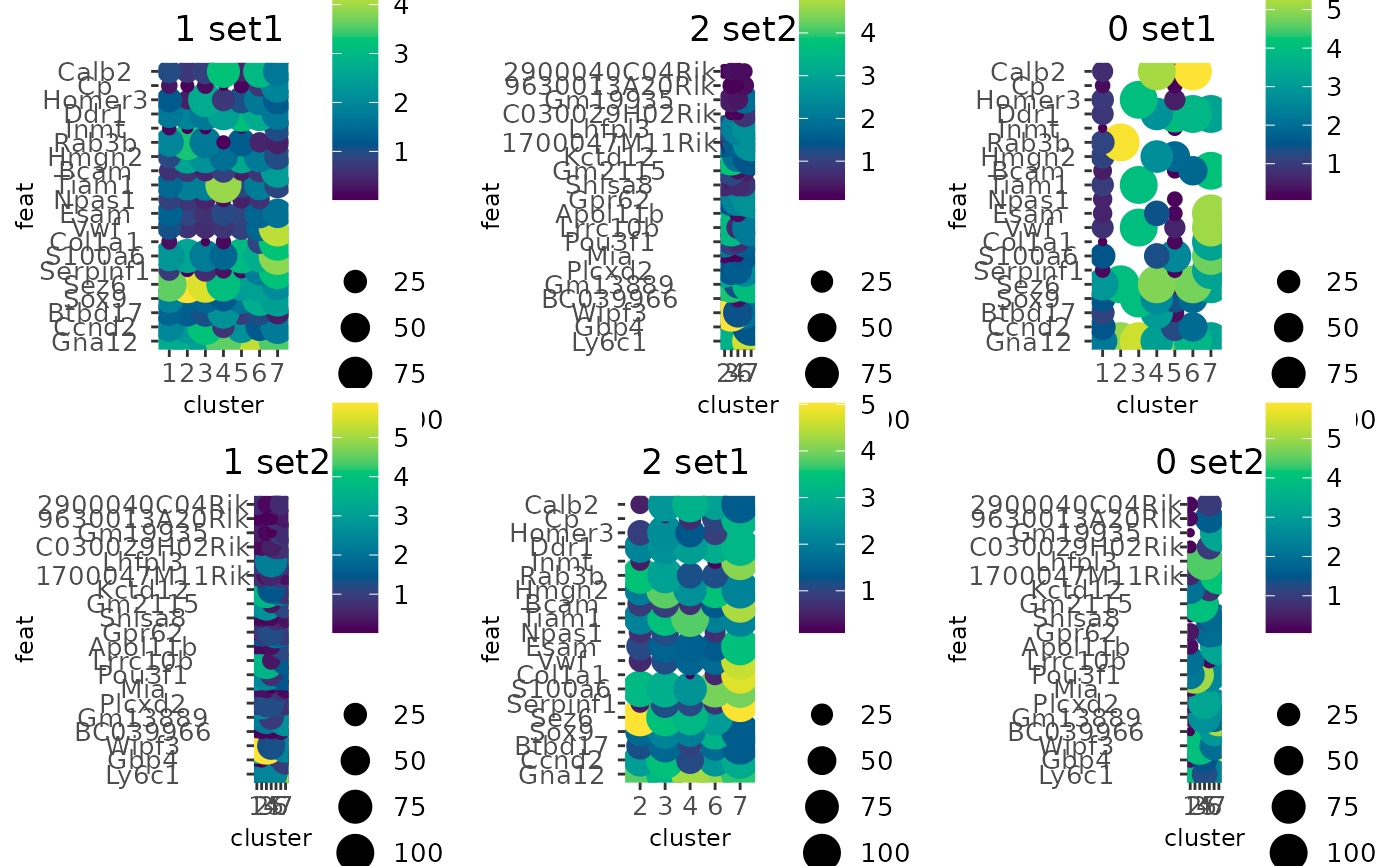 1 set1
4
3
2
1
Calb2
Cp
Homer3
Ddr1
Inmt
Rab3b
Hmgn2
Bcam
Tiam1
Npas1
Esam
Vwf
Col1a1
S100a6
Serpinf1
Sez6
Sox9
Btbd17
Ccnd2
Gna12
feat
1 2 3 4 5 6 7
cluster
25
50
75
2 set2
4
3
2
1
2900040C04Rik
9630013A20Rik
Gm19935
C030029H02Rik
Lhfpl3
1700047M11Rik
Kctd12
Gm2115
Shisa8
Gpr62
Apol11b
Lrrc10b
Pou3f1
Mia
Plcxd2
Gm13889
BC039966
Wipf3
Gbp4
Ly6c1
feat
2 3 4 6 7
cluster
25
50
75
0 set1
5
4
3
2
1
Calb2
Cp
Homer3
Ddr1
Inmt
Rab3b
Hmgn2
Bcam
Tiam1
Npas1
Esam
Vwf
Col1a1
S100a6
Serpinf1
Sez6
Sox9
Btbd17
Ccnd2
Gna12
feat
1 2 3 4 5 6 7
cluster
25
50
75
1 set2
5
4
3
2
1
2900040C04Rik
9630013A20Rik
Gm19935
C030029H02Rik
Lhfpl3
1700047M11Rik
Kctd12
Gm2115
Shisa8
Gpr62
Apol11b
Lrrc10b
Pou3f1
Mia
Plcxd2
Gm13889
BC039966
Wipf3
Gbp4
Ly6c1
feat
cluster
25
50
75
100
00
2 set1
5
4
3
2
1
Calb2
Cp
Homer3
Ddr1
Inmt
Rab3b
Hmgn2
Bcam
Tiam1
Npas1
Esam
Vwf
Col1a1
S100a6
Serpinf1
Sez6
Sox9
Btbd17
Ccnd2
Gna12
feat
2 3 4 6 7
cluster
25
50
75
100
00
0 set2
5
4
3
2
1
2900040C04Rik
9630013A20Rik
Gm19935
C030029H02Rik
Lhfpl3
1700047M11Rik
Kctd12
Gm2115
Shisa8
Gpr62
Apol11b
Lrrc10b
Pou3f1
Mia
Plcxd2
Gm13889
BC039966
Wipf3
Gbp4
Ly6c1
feat
cluster
25
50
75
100
00